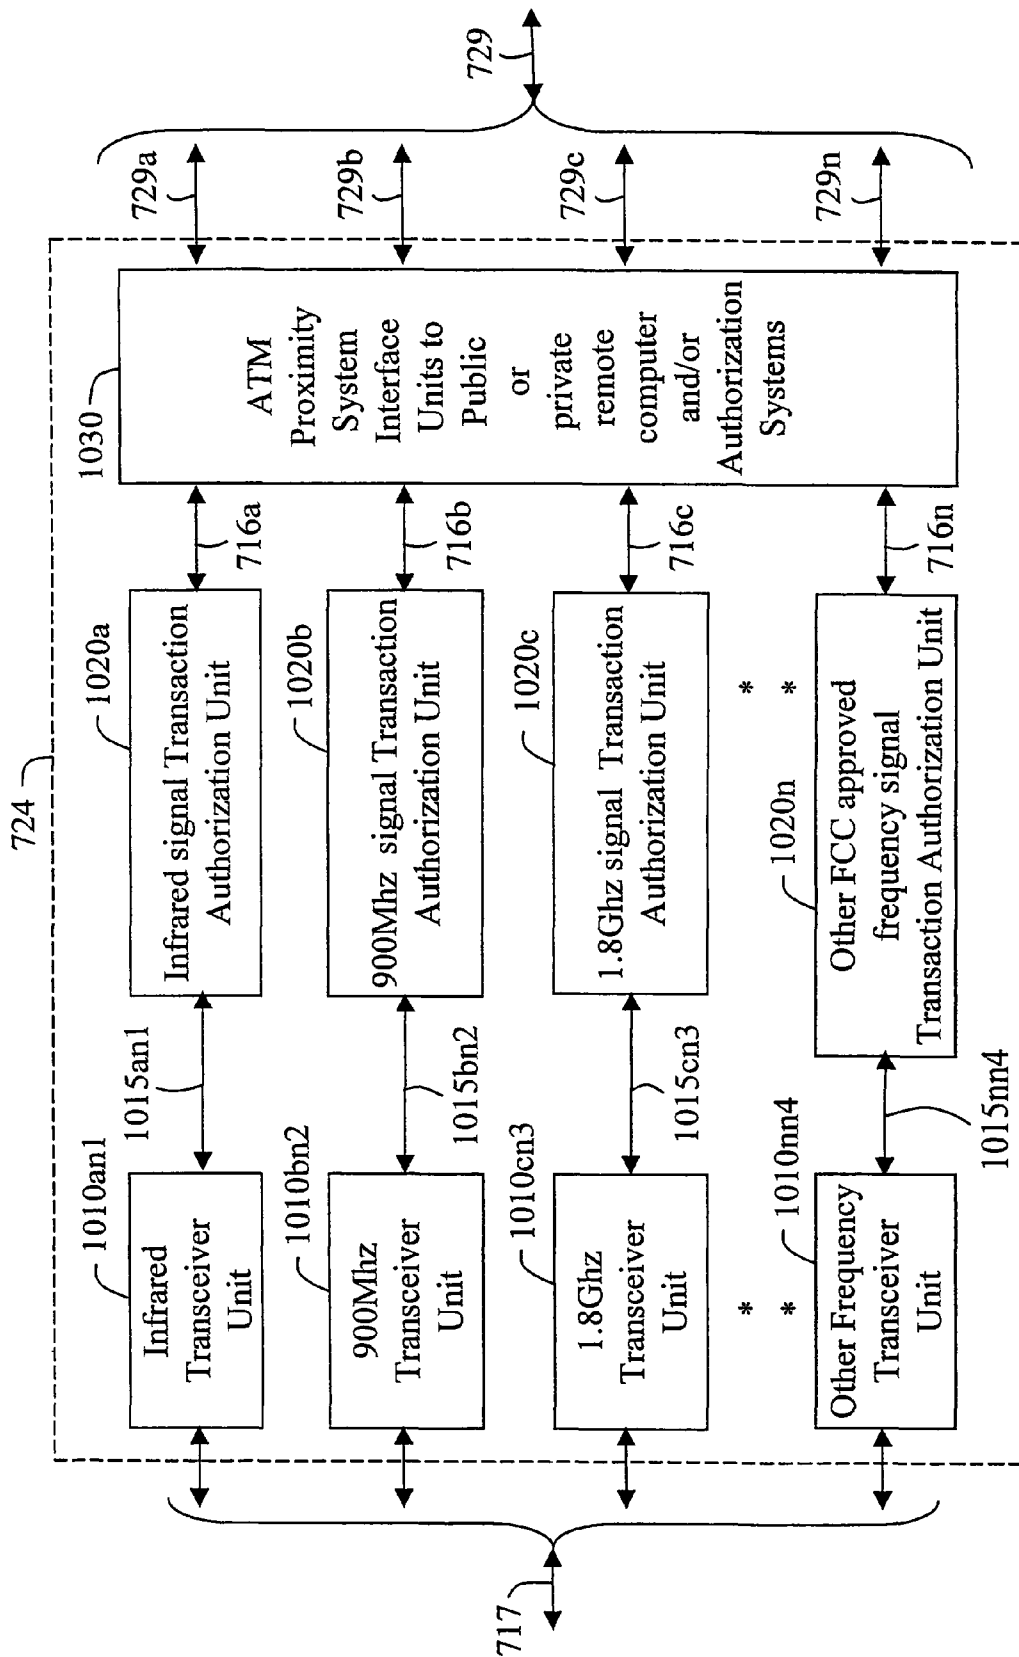 724
717
729
1010an1
Infrared
Transceiver
Unit
1015an1
1020a
Infrared signal Transaction
Authorization Unit
716a
729a
1010bn2
900Mhz
Transceiver
Unit
1015bn2
1020b
900Mhz signal Transaction
Authorization Unit
716b
729b
1010cn3
1.8Ghz
Transceiver
Unit
1015cn3
1020c
1.8Ghz signal Transaction
Authorization Unit
716c
729c
* *
* *
1010nn4
Other Frequency
Transceiver
Unit
1015nn4
1020n
Other FCC approved
frequency signal
Transaction Authorization Unit
716n
729n
1030
ATM
Proximity
System
Interface
Units to
Public
or
private
remote
computer
and/or
Authorization
Systems